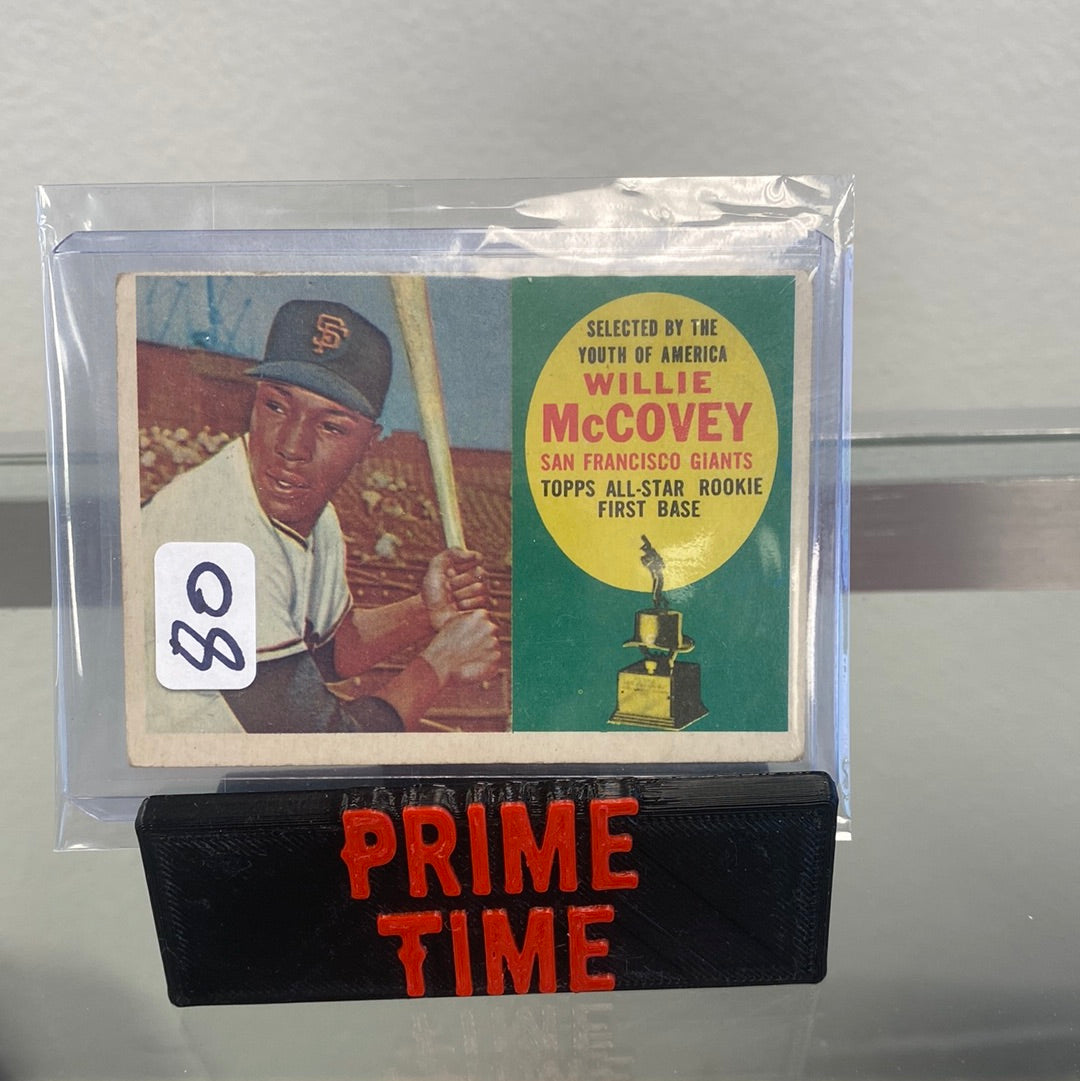 SF
SELECTED BY THE
YOUTH OF AMERICA
WILLIE
McCOVEY
SAN FRANCISCO GIANTS
TOPPS ALL-STAR ROOKIE
FIRST BASE
80
PRIME
TIME